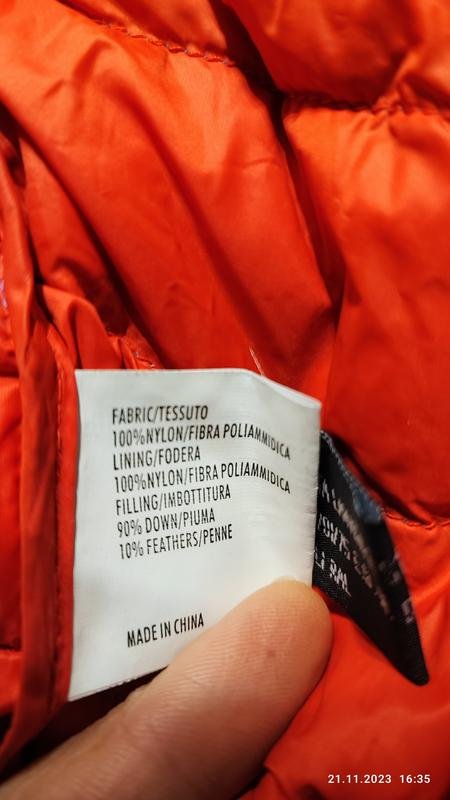 FABRIC/TESSUTO
100%NYLON/FIBRA POLIAMMIDICA
LINING/FODERA
100%NYLON/FIBRA POLIAMMIDICA
FILLING/IMBOTTITURA
90% DOWN/PIUMA
10% FEATHERS/PENNE
MADE IN CHINA
21.11.2023 16:35